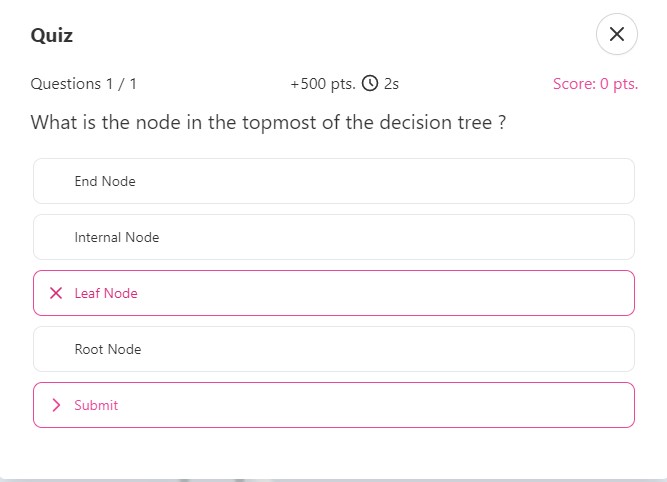 Quiz
Questions 1 / 1
+500 pts. 2s
Score: 0 pts.
What is the node in the topmost of the decision tree ?
End Node
Internal Node
Leaf Node
Root Node
Submit